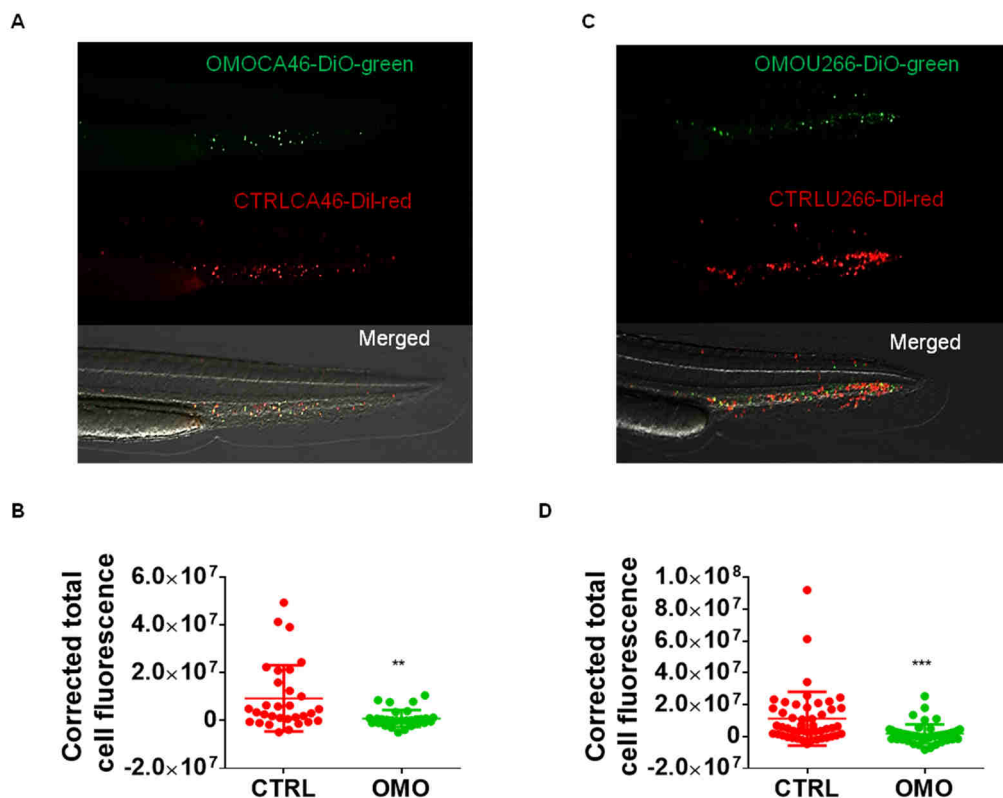 A
OMOCA46-DiO-green
CTRLCA46-Dil-red
Merged
C
OMOU266-DiO-green
CTRLU266-Dil-red
Merged
B
Corrected total
cell fluorescence
6.0×10⁷
4.0×10⁷
2.0×10⁷
0
-2.0×10⁷
**
CTRL
OMO
D
Corrected total
cell fluorescence
1.0×10⁸
8.0×10⁷
6.0×10⁷
4.0×10⁷
2.0×10⁷
0
-2.0×10⁷
***
CTRL
OMO